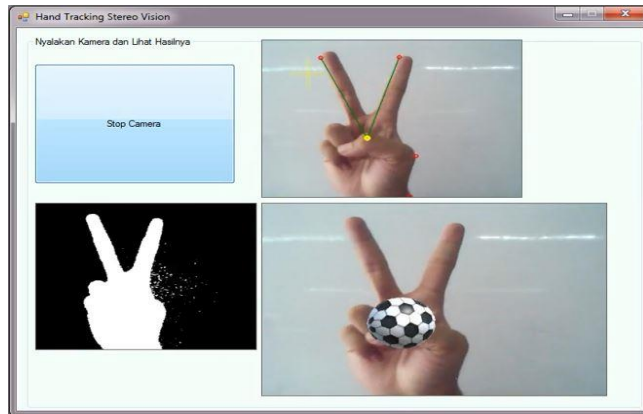 Hand Tracking Stereo Vision
Nyalakan Kamera dan Lihat Hasilnya
Stop Camera